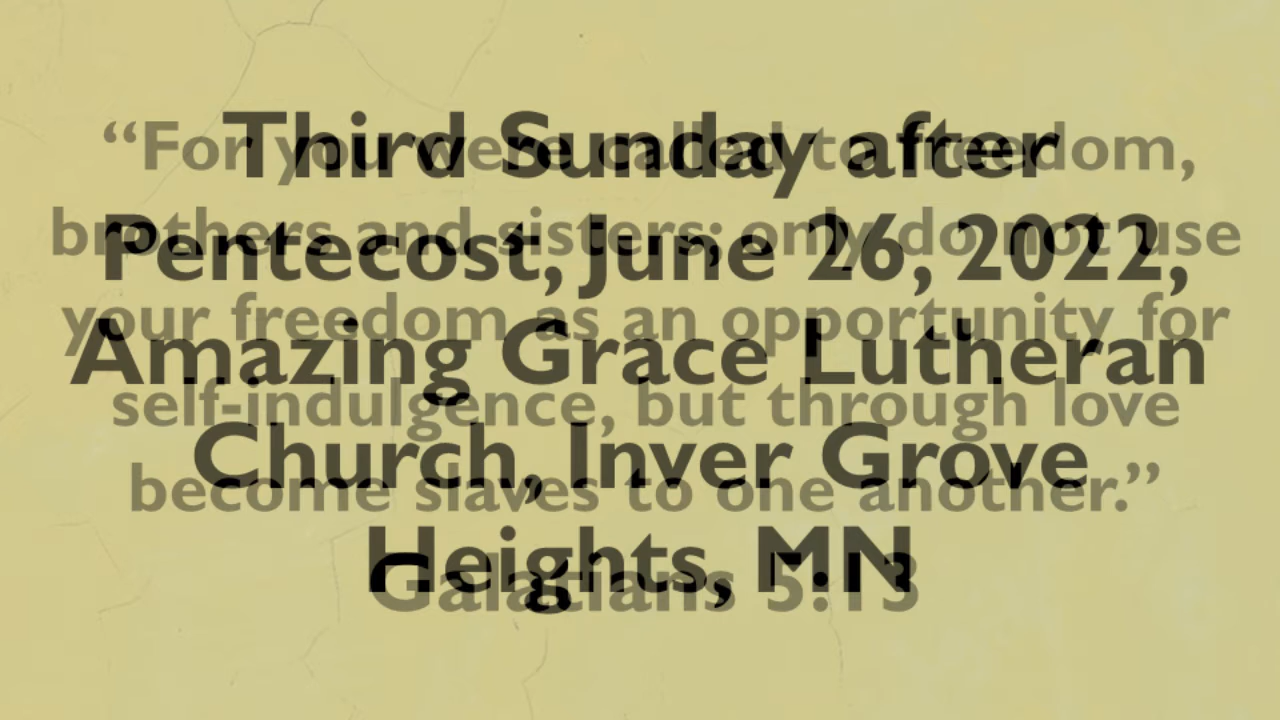 Third Sunday after
Pentecost, June 26, 2022,
Amazing Grace Lutheran
Church, Inver Grove
Heights, MN
“For you were called to freedom,
brothers and sisters; only do not use
your freedom as an opportunity for
self-indulgence, but through love
become slaves to one another.”
Galatians 5:13